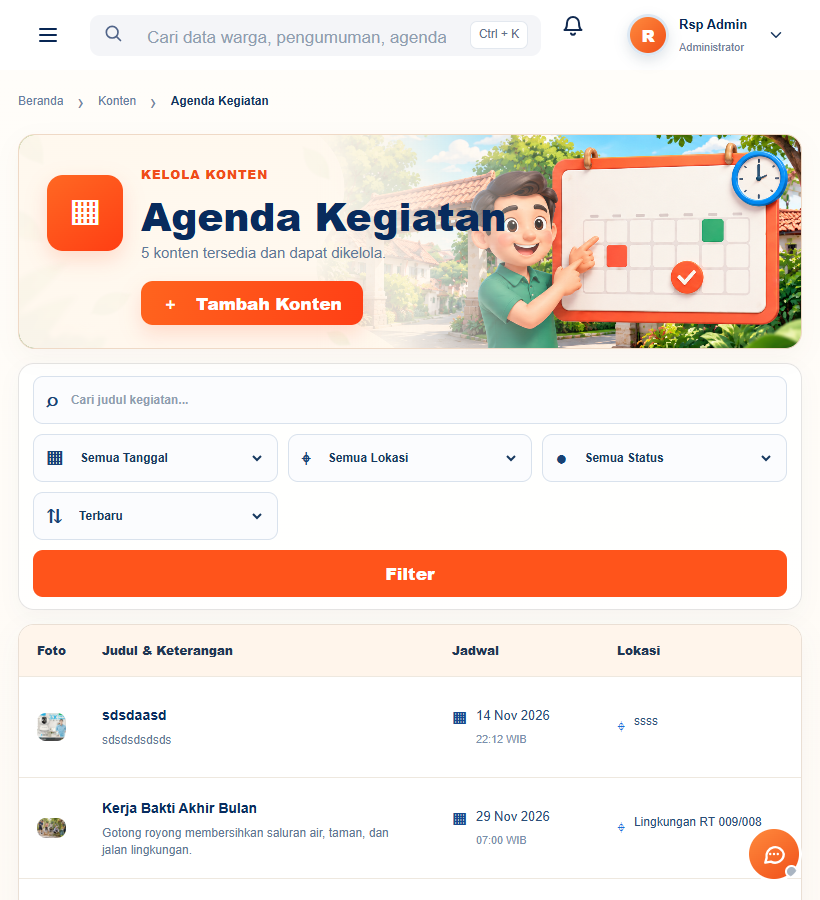 Cari data warga, pengumuman, agenda
Ctrl + K
R
Rsp Admin
Administrator
Beranda › Konten › Agenda Kegiatan
KELOLA KONTEN
Agenda Kegiatan
5 konten tersedia dan dapat dikelola.
+ Tambah Konten
Cari judul kegiatan...
Semua Tanggal
Semua Lokasi
Semua Status
Terbaru
Filter
Foto Judul & Keterangan Jadwal Lokasi
sdsdaasd
sdsdsdsdsds
14 Nov 2026
22:12 WIB
ssss
Kerja Bakti Akhir Bulan
Gotong royong membersihkan saluran air, taman, dan
jalan lingkungan.
29 Nov 2026
07:00 WIB
Lingkungan RT 009/008